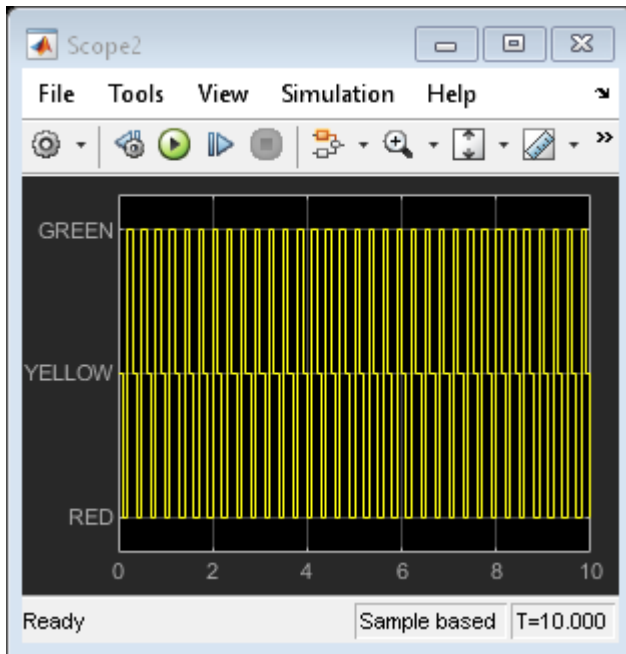 Scope2
File Tools View Simulation Help
GREEN
YELLOW
RED
0 2 4 6 8 10
Ready Sample based T=10.000